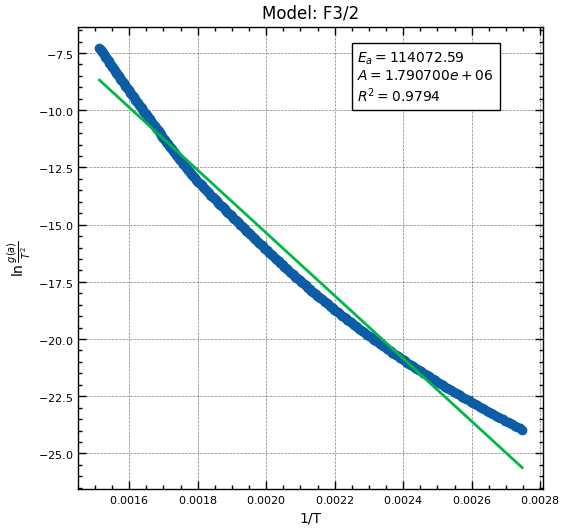 Model: F3/2
E_a = 114072.59
A = 1.790700e + 06
R^2 = 0.9794
−7.5
−10.0
−12.5
−15.0
−17.5
−20.0
−22.5
−25.0
ln g(a)/T^2
0.0016 0.0018 0.0020 0.0022 0.0024 0.0026 0.0028
1/T